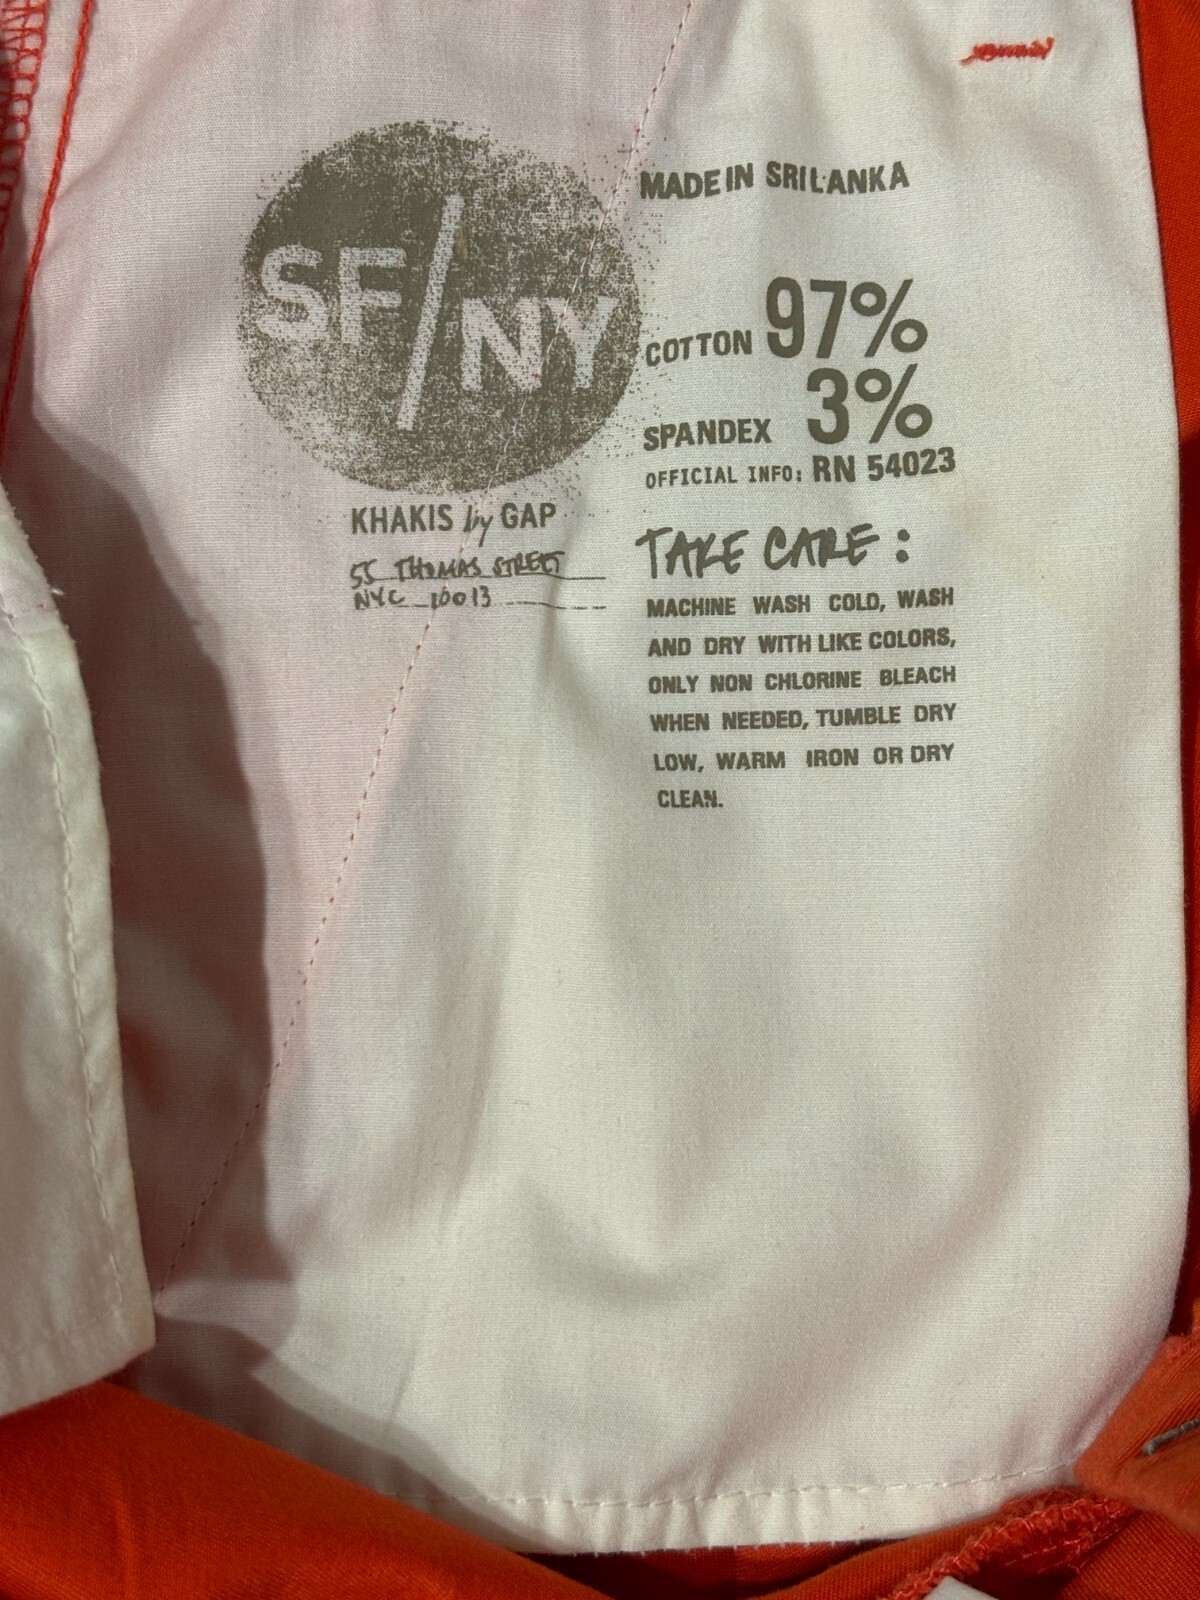 SF/NY
KHAKIS by GAP
55 THOMAS STREET
NYC 10013
MADE IN SRI LANKA
COTTON 97%
SPANDEX 3%
OFFICIAL INFO: RN 54023
TAKE CARE:
MACHINE WASH COLD, WASH
AND DRY WITH LIKE COLORS,
ONLY NON CHLORINE BLEACH
WHEN NEEDED, TUMBLE DRY
LOW, WARM IRON OR DRY
CLEAN.